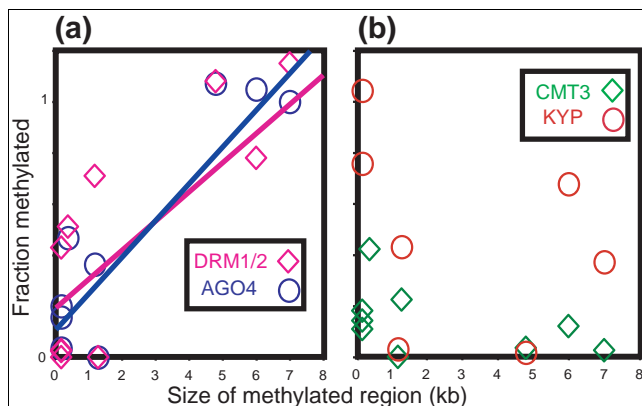 (a)
(b)
Fraction methylated
1
0
DRM1/2
AGO4
CMT3
KYP
0 1 2 3 4 5 6 7 8
0 1 2 3 4 5 6 7 8
Size of methylated region (kb)